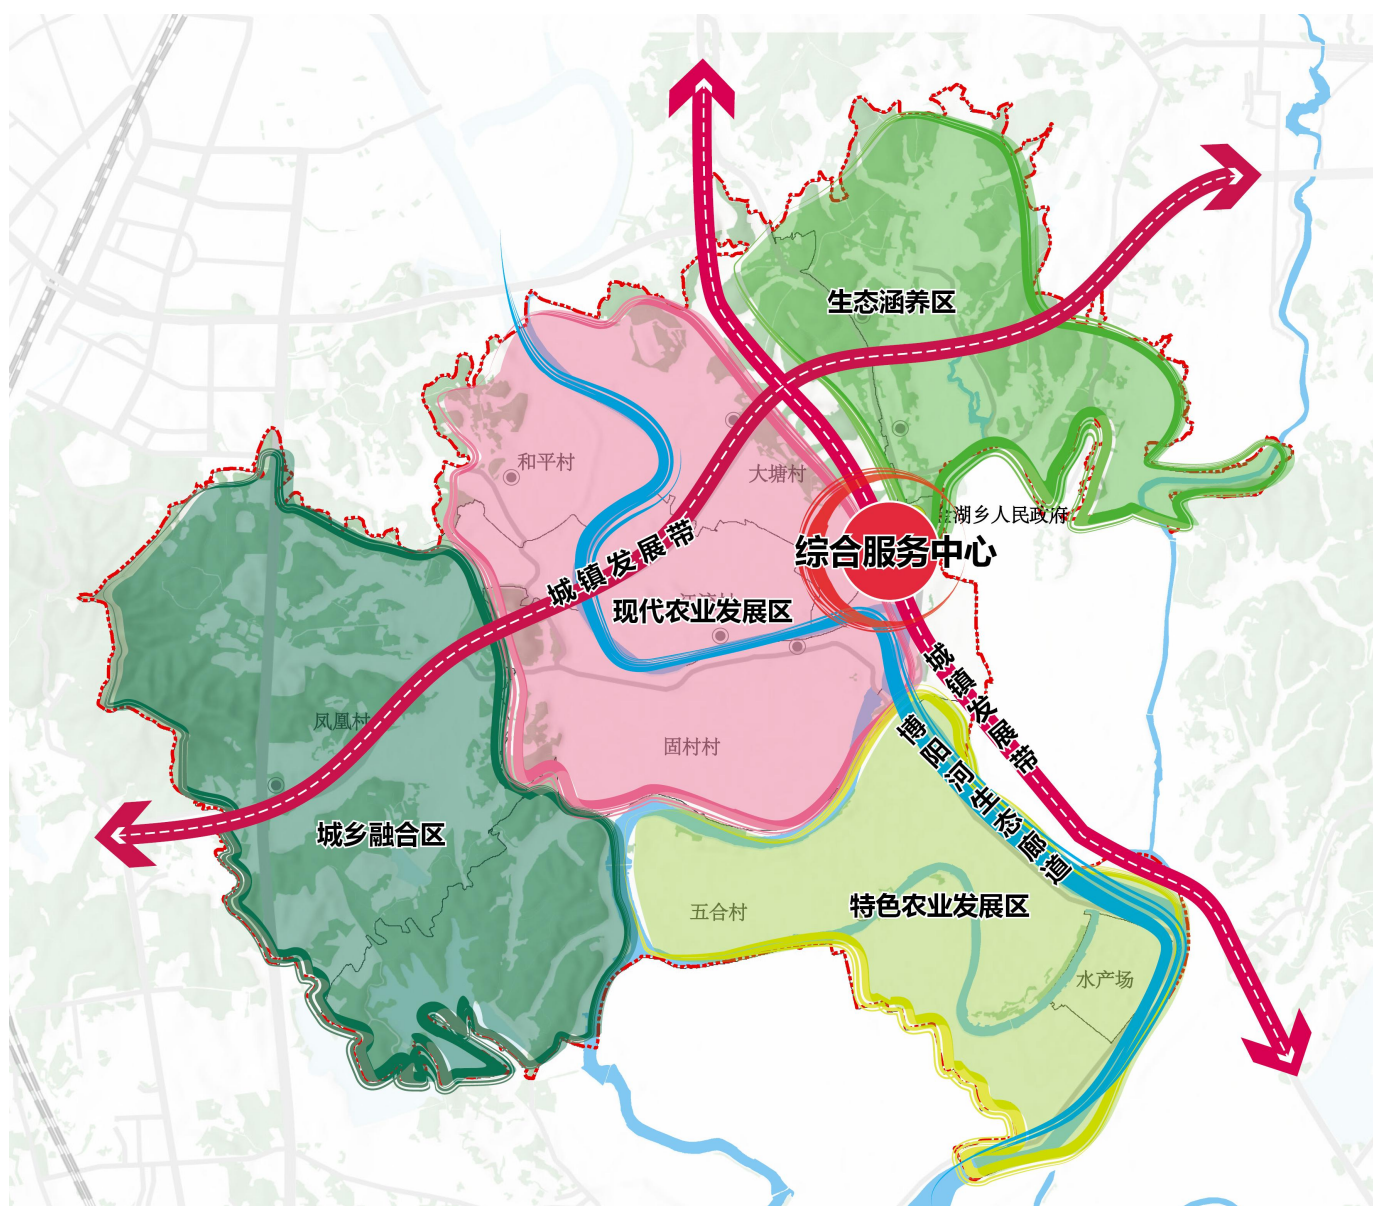 生态涵养区
和平村
大塘村
湖乡人民政府
综合服务中心
城镇发展带
现代农业发展区
城镇发展带
凤凰村
固村村
博阳河生态廊道
城乡融合区
五合村
特色农业发展区
水产场